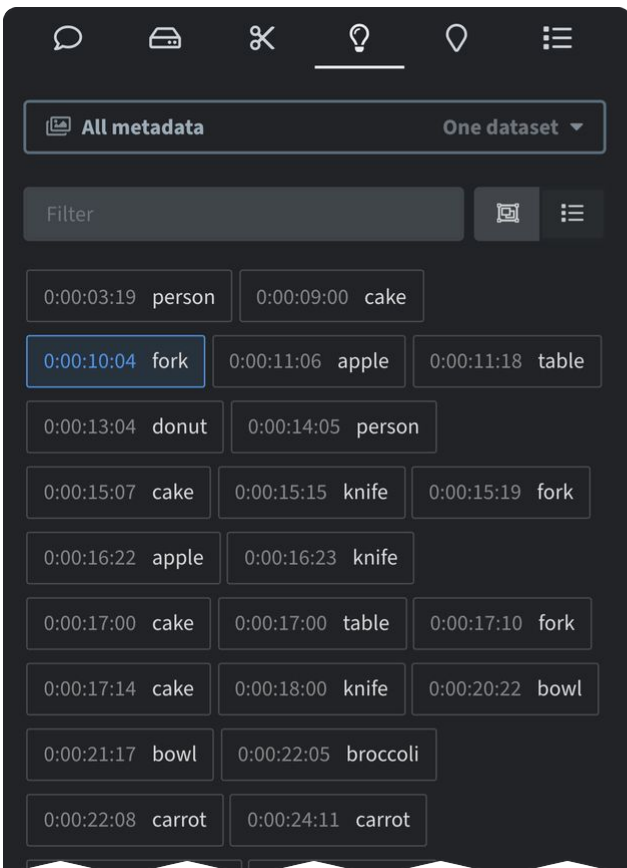 All metadata One dataset
Filter
0:00:03:19 person 0:00:09:00 cake
0:00:10:04 fork 0:00:11:06 apple 0:00:11:18 table
0:00:13:04 donut 0:00:14:05 person
0:00:15:07 cake 0:00:15:15 knife 0:00:15:19 fork
0:00:16:22 apple 0:00:16:23 knife
0:00:17:00 cake 0:00:17:00 table 0:00:17:10 fork
0:00:17:14 cake 0:00:18:00 knife 0:00:20:22 bowl
0:00:21:17 bowl 0:00:22:05 broccoli
0:00:22:08 carrot 0:00:24:11 carrot